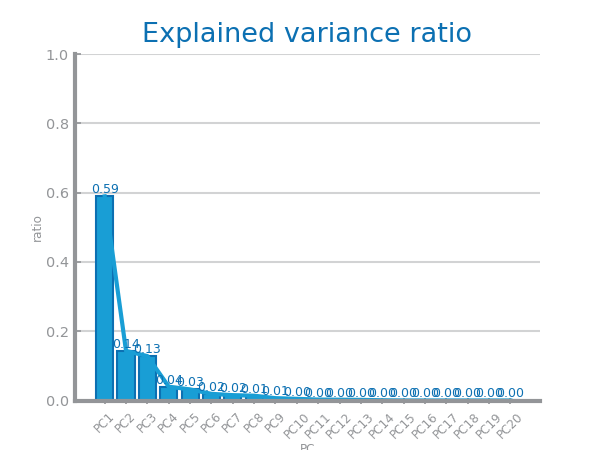 Explained variance ratio
1.0
0.8
0.6
0.4
0.2
0.0
ratio
0.59
0.14
0.13
0.04
0.03
0.02
0.02
0.01
0.01
0.00
0.00
0.00
0.00
0.00
0.00
0.00
0.00
0.00
0.00
0.00
PC1
PC2
PC3
PC4
PC5
PC6
PC7
PC8
PC9
PC10
PC11
PC12
PC13
PC14
PC15
PC16
PC17
PC18
PC19
PC20
PC